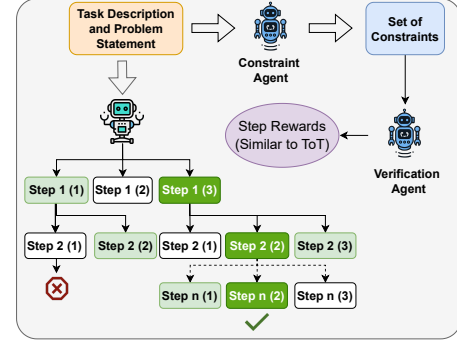 Task Description
and Problem
Statement
Constraint
Agent
Set of
Constraints
Step Rewards
(Similar to ToT)
Verification
Agent
Step 1 (1)
Step 1 (2)
Step 1 (3)
Step 2 (1)
Step 2 (2)
Step 2 (1)
Step 2 (2)
Step 2 (3)
Step n (1)
Step n (2)
Step n (3)